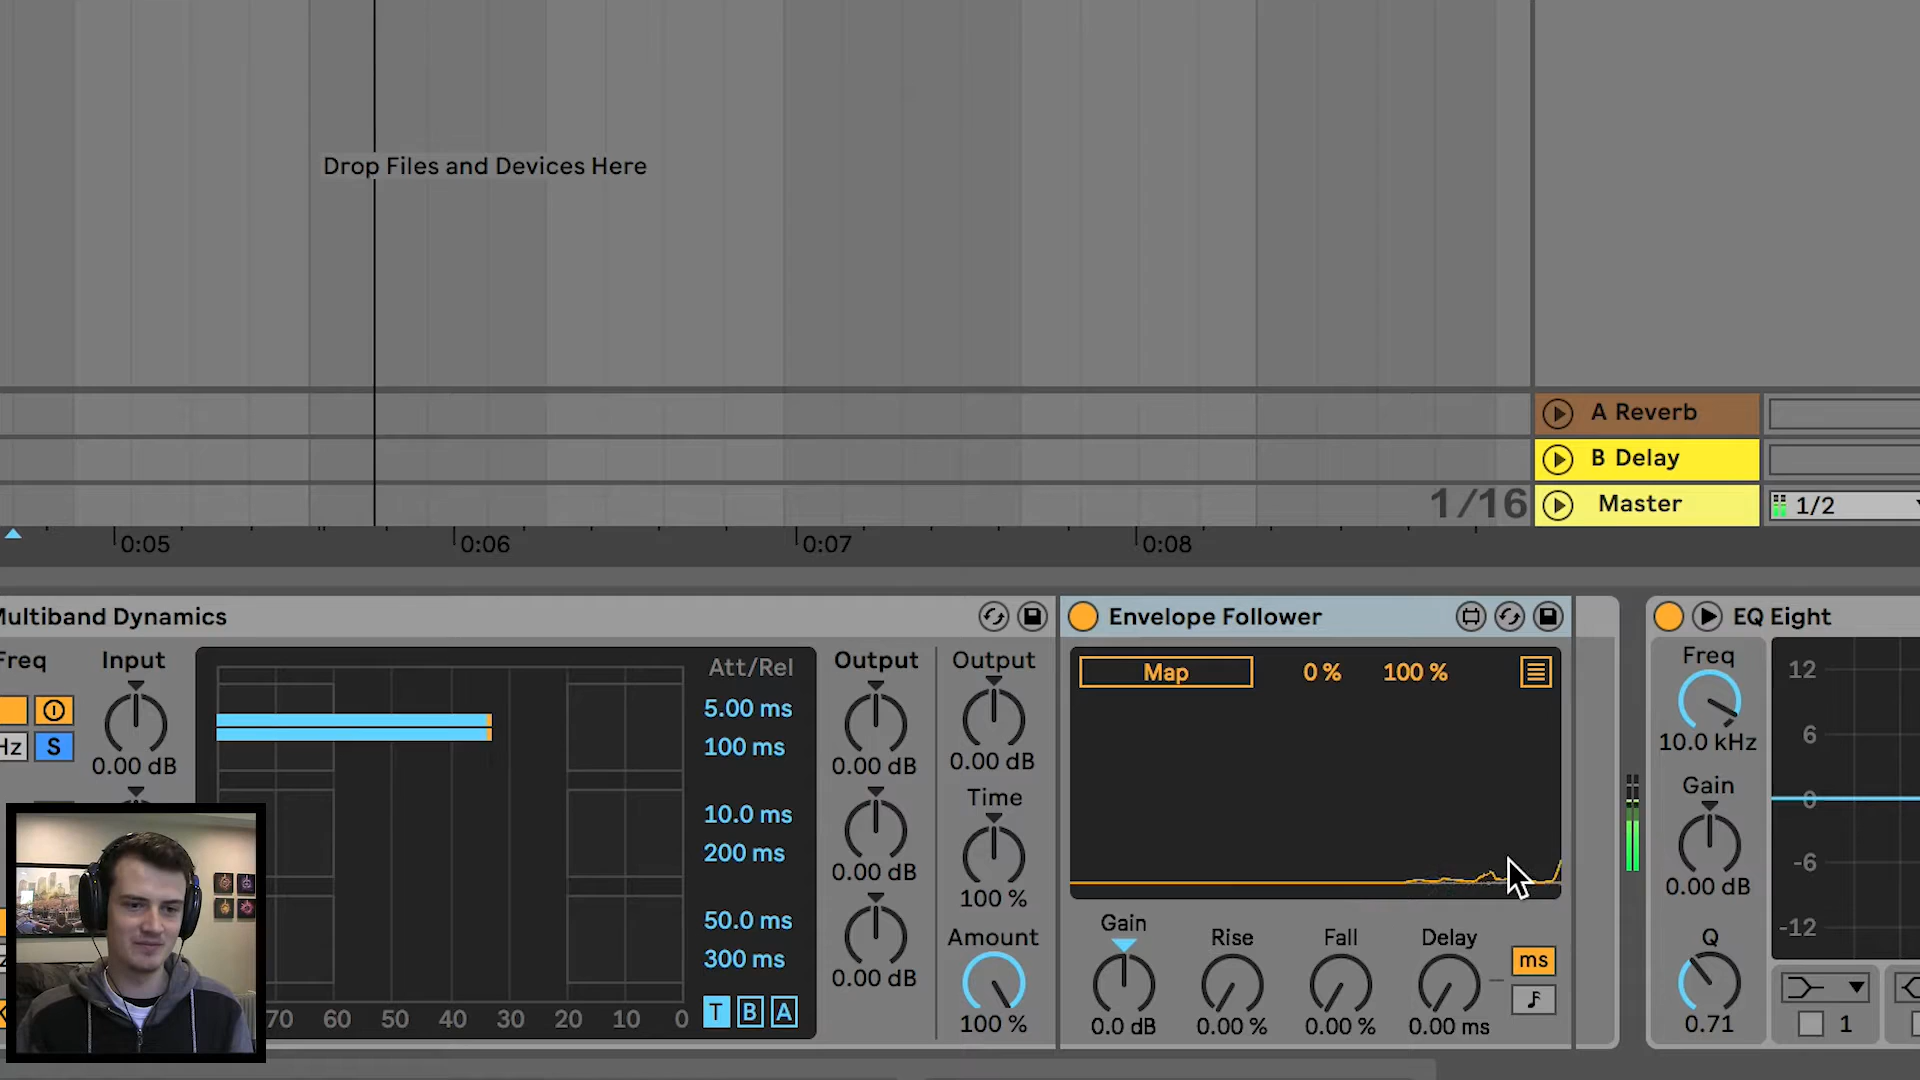 Drop Files and Devices Here
A Reverb
B Delay
1/16
Master
1/2
0:05
0:06
0:07
0:08
Multiband Dynamics
Envelope Follower
EQ Eight
Freq
Input
Att/Rel
Output
Output
Map
0 %
100 %
Freq
12
5.00 ms
6
Hz
S
100 ms
10.0 kHz
0.00 dB
0.00 dB
0.00 dB
Time
Gain
0
10.0 ms
200 ms
-6
0.00 dB
100 %
0.00 dB
50.0 ms
Amount
Gain
Rise
Fall
Delay
-12
Q
300 ms
ms
0.00 dB
70
60
50
40
30
20
10
0
T
B
A
100 %
0.0 dB
0.00 %
0.00 %
0.00 ms
0.71
1